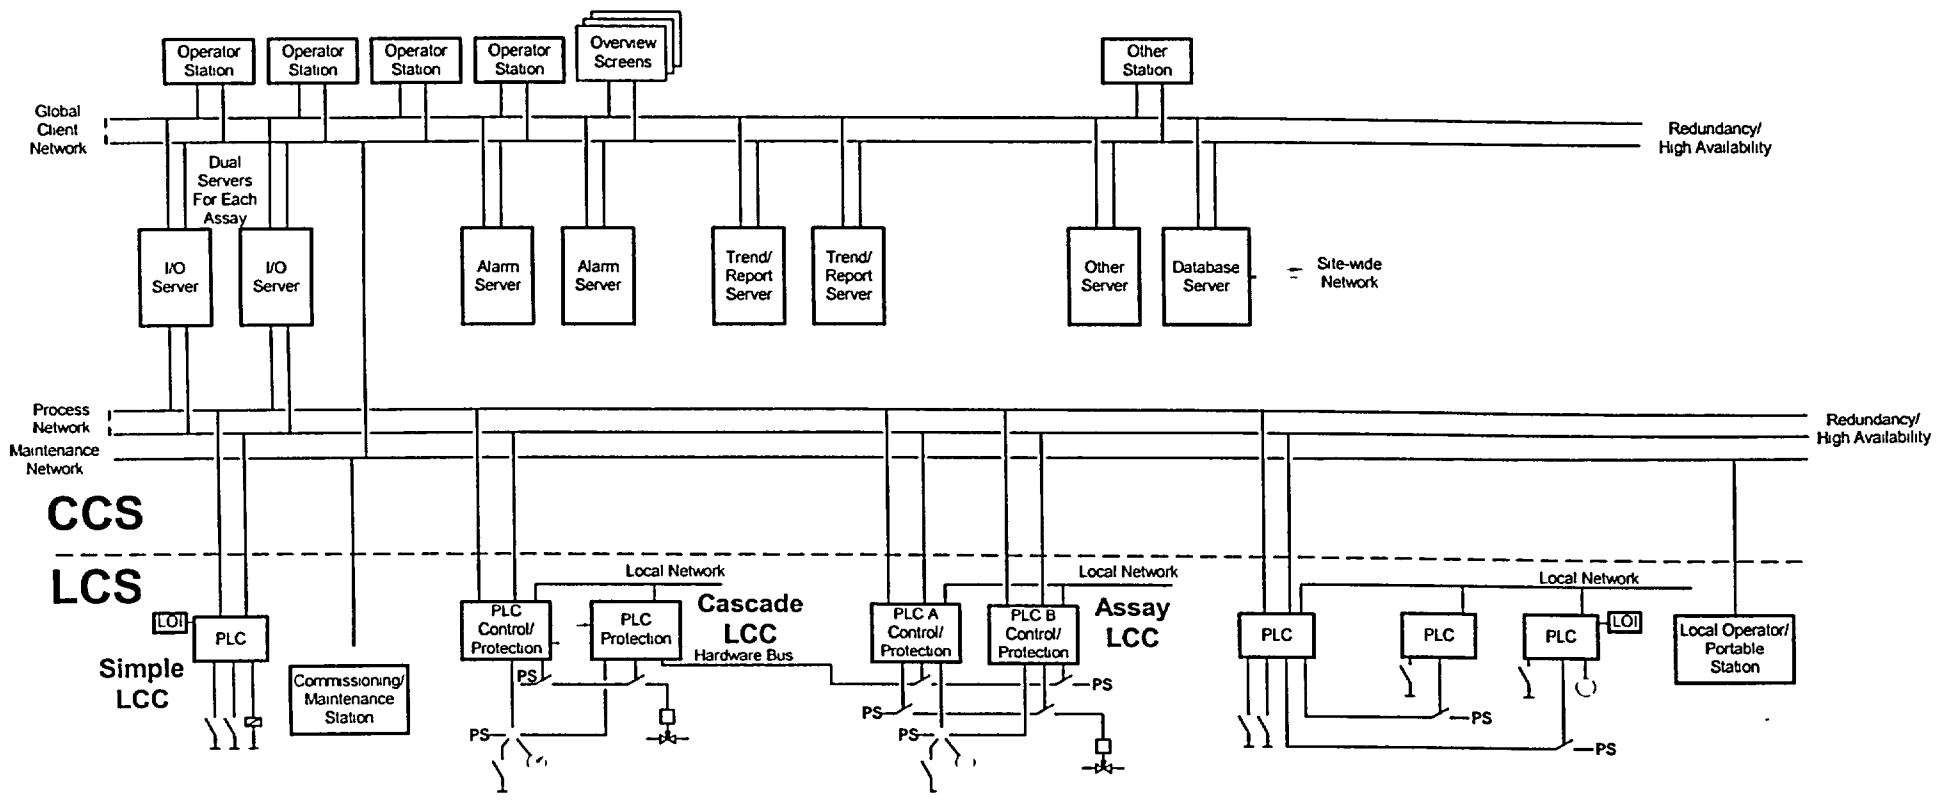 Operator
Station
Operator
Station
Operator
Station
Operator
Station
Overview
Screens
Other
Station
Global
Client
Network
Redundancy/
High Availability
Dual
Servers
For Each
Assay
I/O
Server
I/O
Server
Alarm
Server
Alarm
Server
Trend/
Report
Server
Trend/
Report
Server
Other
Server
Database
Server
Site-wide
Network
Process
Network
Redundancy/
High Availability
Maintenance
Network
CCS
LCS
Local Network
Local Network
Local Network
LOI
PLC
Simple
LCC
Commissioning/
Maintenance
Station
PLC
Control/
Protection
PLC
Protection
Cascade
LCC
Hardware Bus
PLC A
Control/
Protection
PLC B
Control/
Protection
Assay
LCC
PLC
PLC
PLC
LOI
Local Operator/
Portable
Station
PS
PS
PS
PS
PS
PS
PS